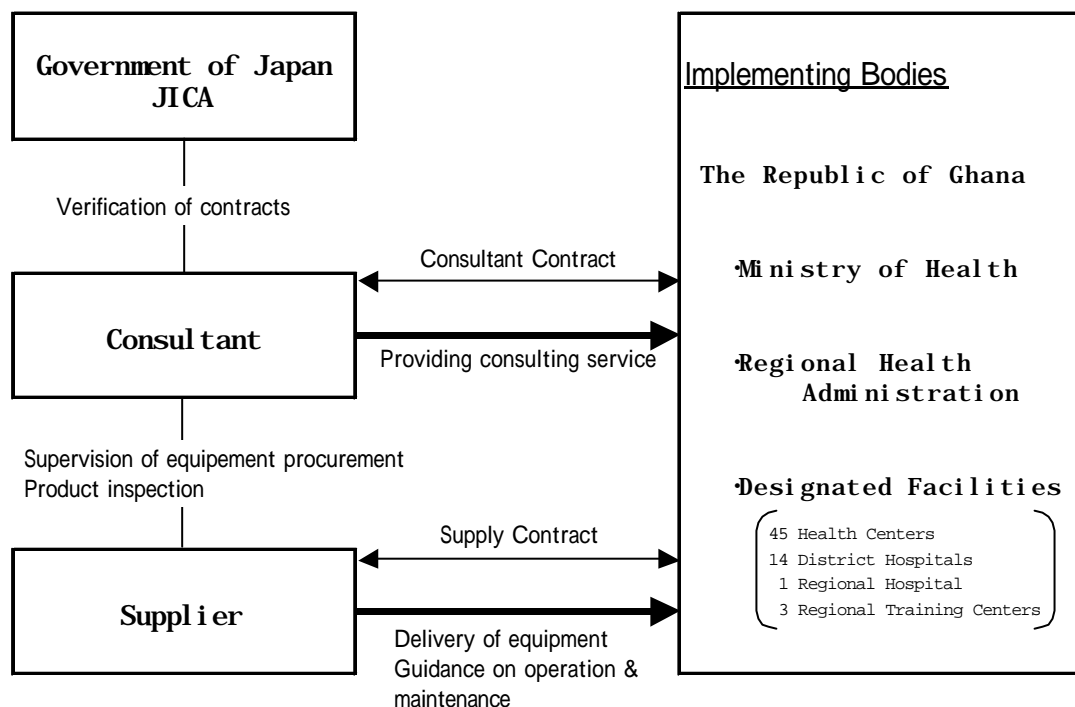 Government of Japan
JICA
Verification of contracts
Consultant
Supervision of equipement procurement
Product inspection
Supplier
Consultant Contract
Providing consulting service
Supply Contract
Delivery of equipment
Guidance on operation &
maintenance
Implementing Bodies
The Republic of Ghana
・Ministry of Health
・Regional Health
Administration
・Designated Facilities
45 Health Centers
14 District Hospitals
1 Regional Hospital
3 Regional Training Centers